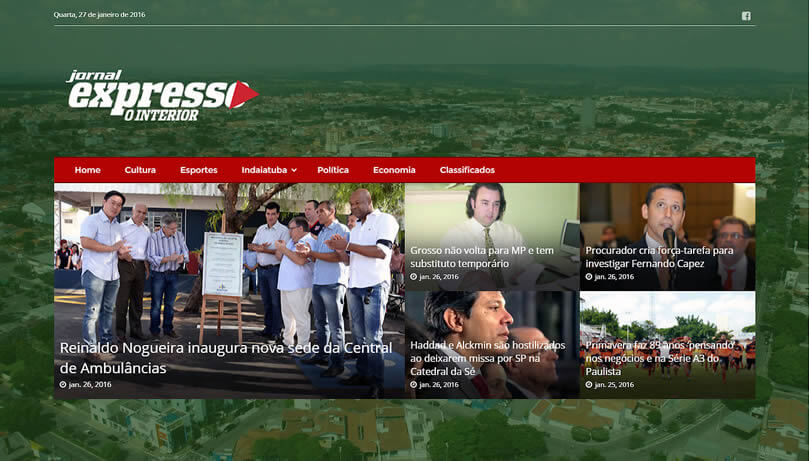 Quarta, 27 de janeiro de 2016
jornal
expresso
O INTERIOR
Home Cultura Esportes Indaiatuba Política Economia Classificados
Reinaldo Nogueira inaugura nova sede da Central
de Ambulâncias
jan. 26, 2016
Grosso não volta para MP e tem
substituto temporário
jan. 26, 2016
Procurador cria força-tarefa para
investigar Fernando Capez
jan. 26, 2016
Haddad e Alckmin são hostilizados
ao deixarem missa por SP na
Catedral da Sé
jan. 26, 2016
Primavera faz 89 anos 'pensando'
nos negócios e na Série A3 do
Paulista
jan. 25, 2016